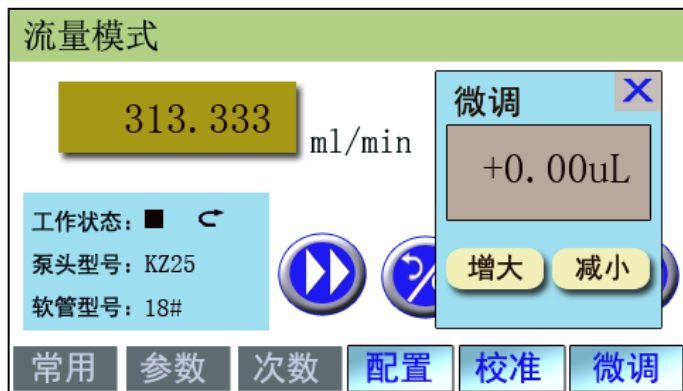 流量模式
313.333 ml/min
微调
+0.00uL
增大 减小
工作状态：
泵头型号：KZ25
软管型号：18#
常用 参数 次数 配置 校准 微调